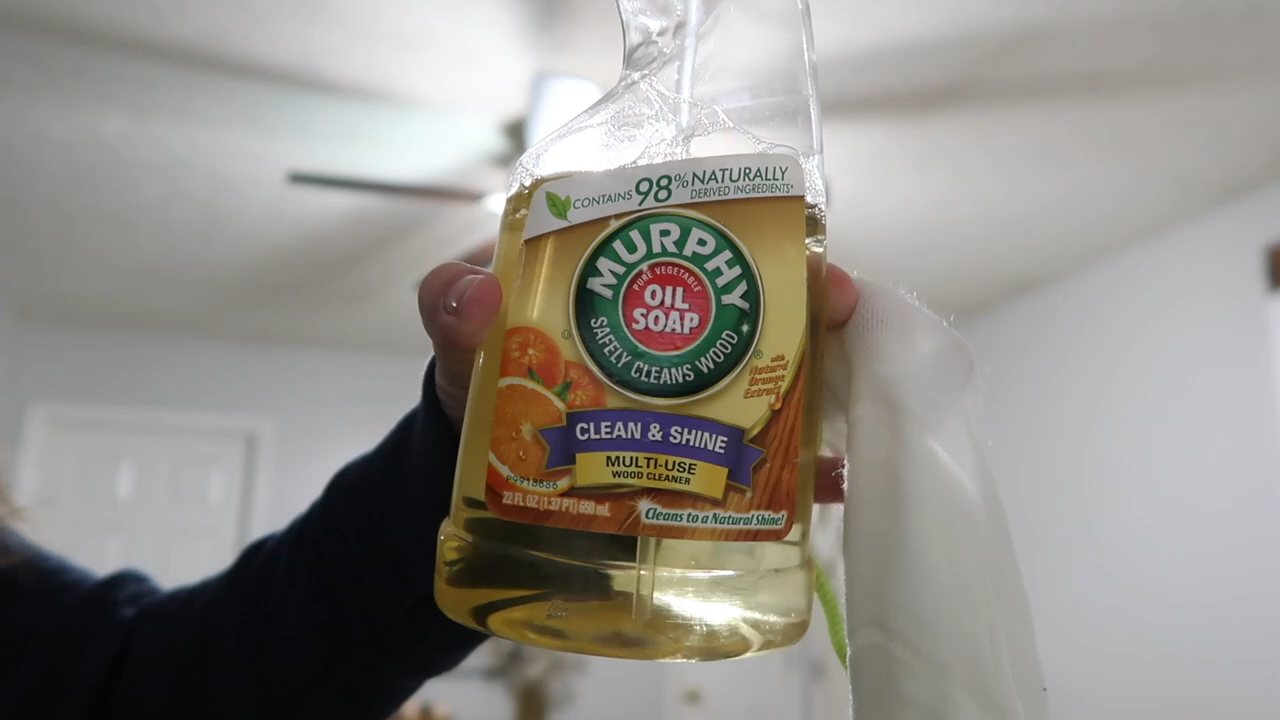 CONTAINS 98% NATURALLY
DERIVED INGREDIENTS*
MURPHY
PURE VEGETABLE
OIL
SOAP
SAFELY CLEANS WOOD
®
®
with
Natural
Orange
Extract
CLEAN & SHINE
MULTI-USE
WOOD CLEANER
P9918886
22 FL OZ (1.37 PT) 650 mL
Cleans to a Natural Shine!